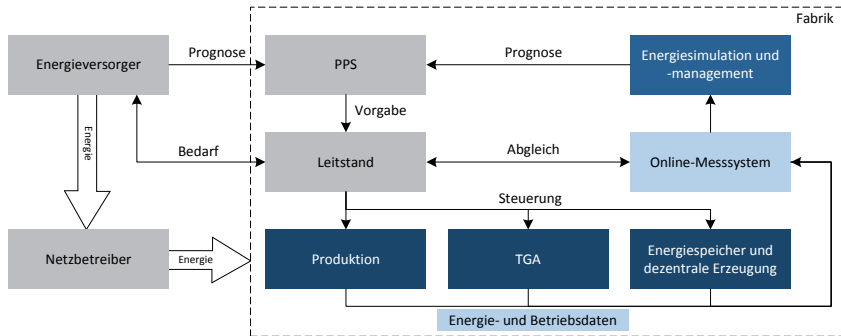 Fabrik
Prognose
Prognose
Energieversorger
PPS
Energiesimulation und
-management
Vorgabe
Energie
Bedarf
Abgleich
Leitstand
Online-Messsystem
Steuerung
Netzbetreiber
Energie
Produktion
TGA
Energiespeicher und
dezentrale Erzeugung
Energie- und Betriebsdaten